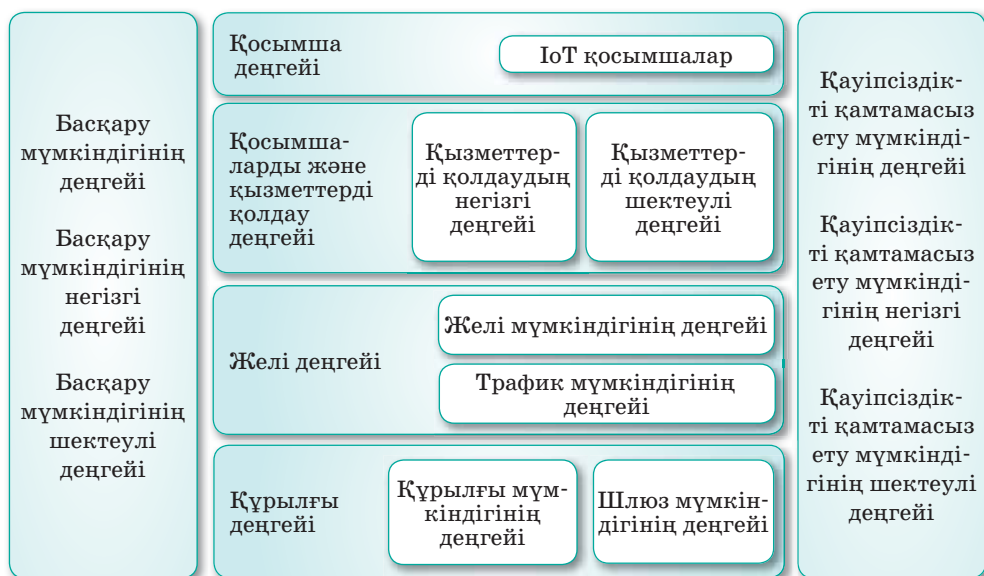 Басқару
мүмкіндігінің
деңгейі
Басқару
мүмкіндігінің
негізгі
деңгейі
Басқару
мүмкіндігінің
шектеулі
деңгейі
Қосымша
деңгейі
IoT қосымшалар
Қосымша-
ларды және
қызметтерді
қолдау
деңгейі
Қызметтер-
ді қолдаудың
негізгі
деңгейі
Қызметтер-
ді қолдаудың
шектеулі
деңгейі
Желі деңгейі
Желі мүмкіндігінің деңгейі
Трафик мүмкіндігінің
деңгейі
Құрылғы
деңгейі
Құрылғы мүм-
кіндігінің
деңгейі
Шлюз мүмкін-
дігінің деңгейі
Қауіпсіздік-
ті қамтамасыз
ету мүмкінді-
гінің деңгейі
Қауіпсіздік-
ті қамтамасыз
ету мүмкінді-
гінің негізгі
деңгейі
Қауіпсіздік-
ті қамтамасыз
ету мүмкінді-
гінің шектеулі
деңгейі